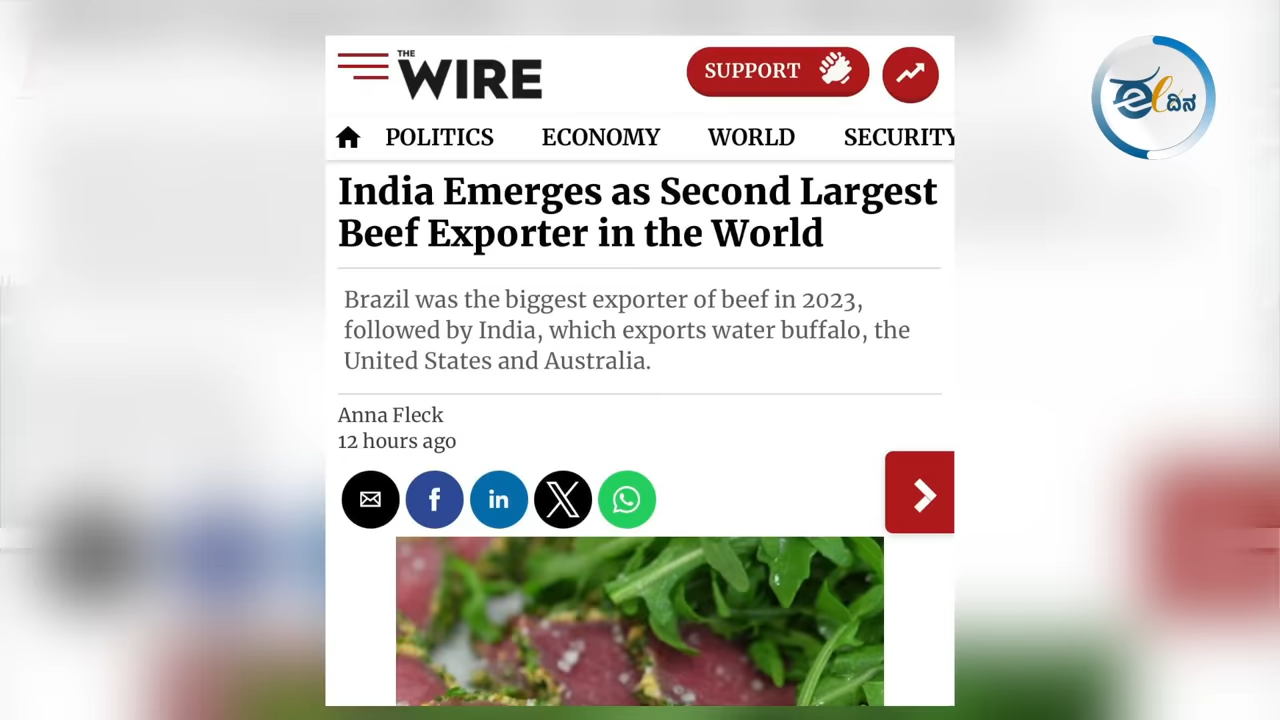 THE
WIRE
SUPPORT
POLITICS ECONOMY WORLD SECURITY
India Emerges as Second Largest
Beef Exporter in the World
Brazil was the biggest exporter of beef in 2023,
followed by India, which exports water buffalo, the
United States and Australia.
Anna Fleck
12 hours ago
f
in
X
ಈ ದಿನ